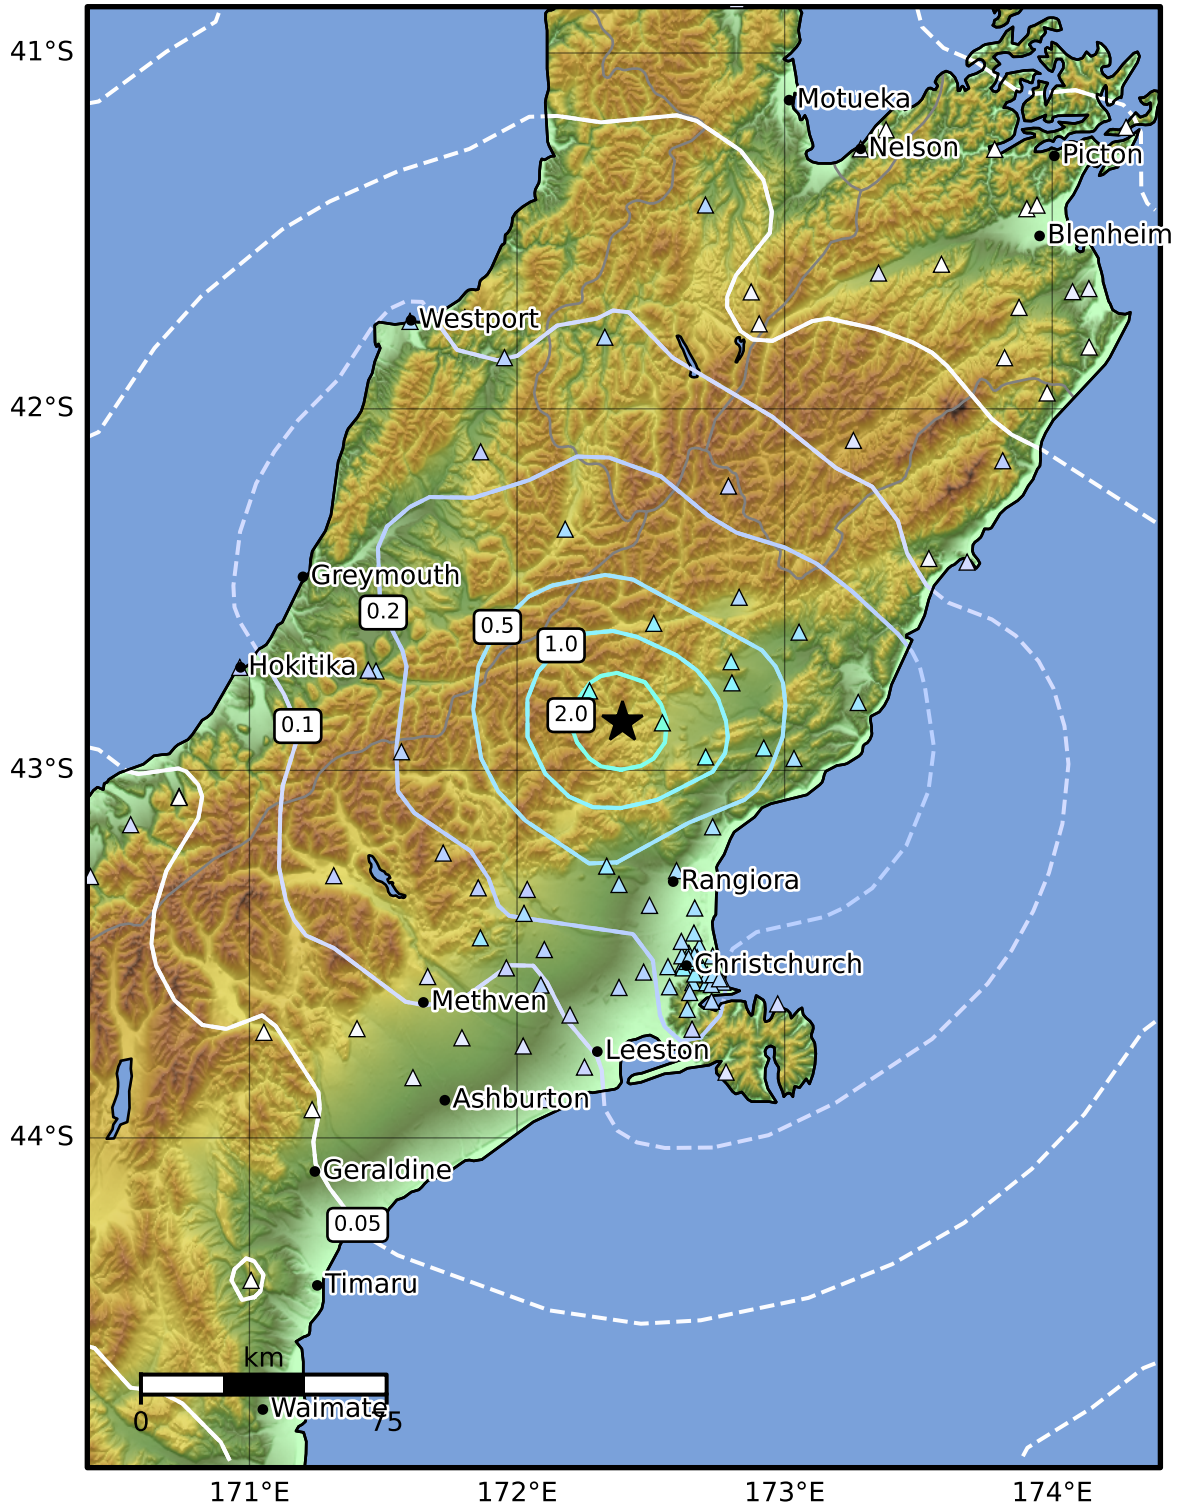 41°S
Motueka
Nelson
Picton
Blenheim
Westport
42°S
Greymouth
0.2
0.5
1.0
Hokitika
2.0
0.1
43°S
Rangiora
Christchurch
Methven
Leeston
Ashburton
44°S
Geraldine
0.05
Timaru
km
Waimate
0 75
171°E 172°E 173°E 174°E